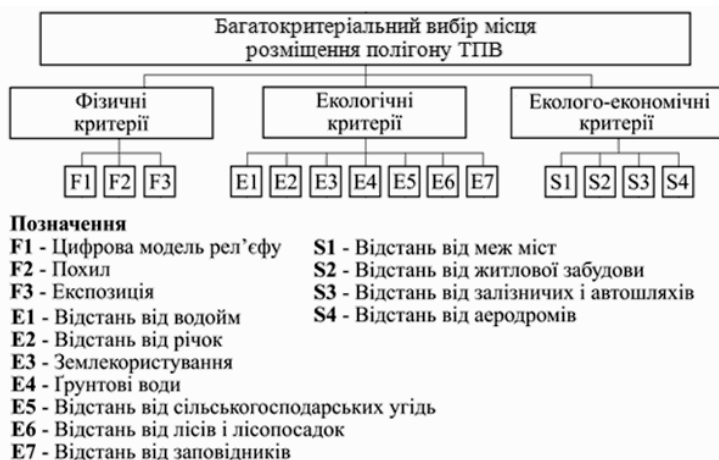 Багатокритеріальний вибір місця
розміщення полігону ТПВ
Фізичні
критерії
Екологічні
критерії
Еколого-економічні
критерії
F1 F2 F3 E1 E2 E3 E4 E5 E6 E7 S1 S2 S3 S4
Позначення
F1 - Цифрова модель рел’єфу
F2 - Похил
F3 - Експозиція
E1 - Відстань від водойм
E2 - Відстань від річок
E3 - Землекористування
E4 - Ґрунтові води
E5 - Відстань від сільськогосподарських угідь
E6 - Відстань від лісів і лісопосадок
E7 - Відстань від заповідників
S1 - Відстань від меж міст
S2 - Відстань від житлової забудови
S3 - Відстань від залізничих і автошляхів
S4 - Відстань від аеродромів